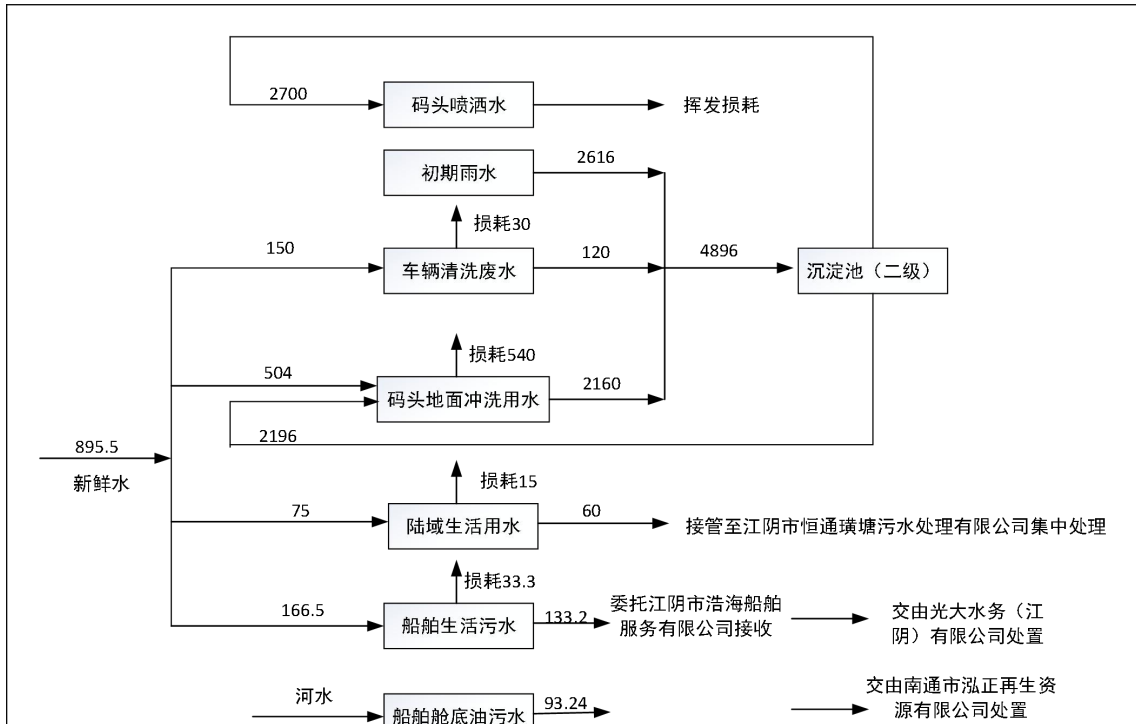 2700
码头喷洒水
挥发损耗
初期雨水
2616
损耗30
150
车辆清洗废水
120
4896
沉淀池（二级）
损耗540
504
码头地面冲洗用水
2160
2196
895.5
新鲜水
损耗15
75
陆域生活用水
60
接管至江阴市恒通璜塘污水处理有限公司集中处理
损耗33.3
166.5
船舶生活污水
133.2
委托江阴市浩海船舶
服务有限公司接收
交由光大水务（江
阴）有限公司处置
河水
船舶舱底油污水
93.24
交由南通市泓正再生资
源有限公司处置